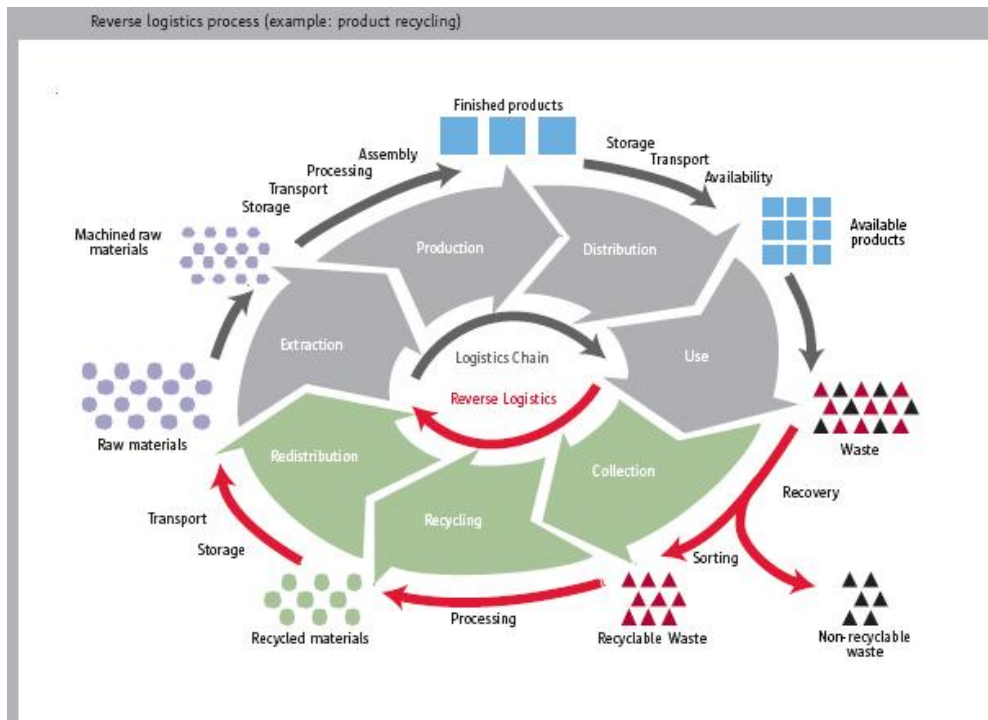 Reverse logistics process (example: product recycling)
Finished products
Assembly
Processing
Transport
Storage
Storage
Transport
Availability
Machined raw
materials
Available
products
Production
Distribution
Extraction
Use
Logistics Chain
Reverse Logistics
Raw materials
Waste
Redistribution
Collection
Recycling
Recovery
Transport
Storage
Sorting
Processing
Recycled materials
Recyclable Waste
Non-recyclable
waste